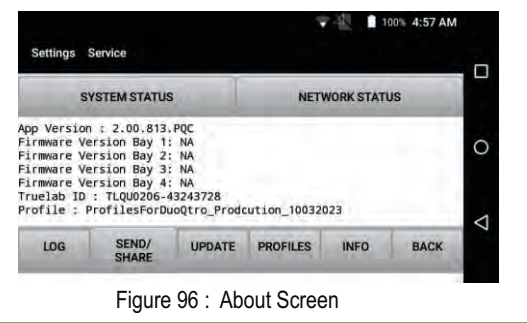 100% 4:57 AM
Settings Service
SYSTEM STATUS NETWORK STATUS
App Version : 2.00.813.PQC
Firmware Version Bay 1: NA
Firmware Version Bay 2: NA
Firmware Version Bay 3: NA
Firmware Version Bay 4: NA
Truelab ID : TLQU0206-43243728
Profile : ProfilesForDuoQtro_Prodcution_10032023
LOG SEND/ SHARE UPDATE PROFILES INFO BACK
Figure 96 : About Screen